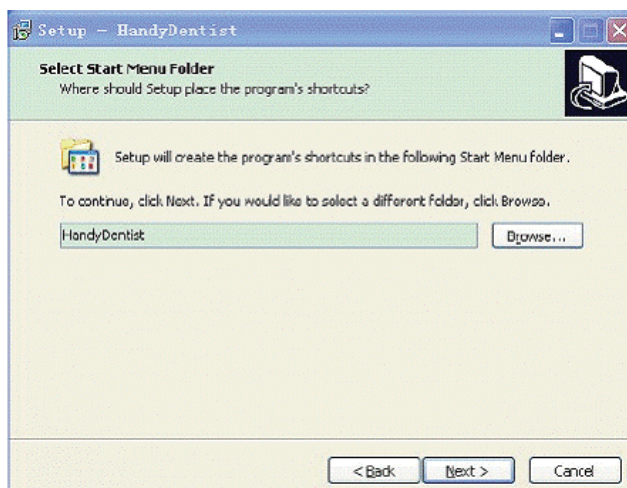 Setup - HandyDentist
Select Start Menu Folder
Where should Setup place the program's shortcuts?
Setup will create the program's shortcuts in the following Start Menu folder.
To continue, click Next. If you would like to select a different folder, click Browse.
HandyDentist
Browse...
< Back
Next >
Cancel